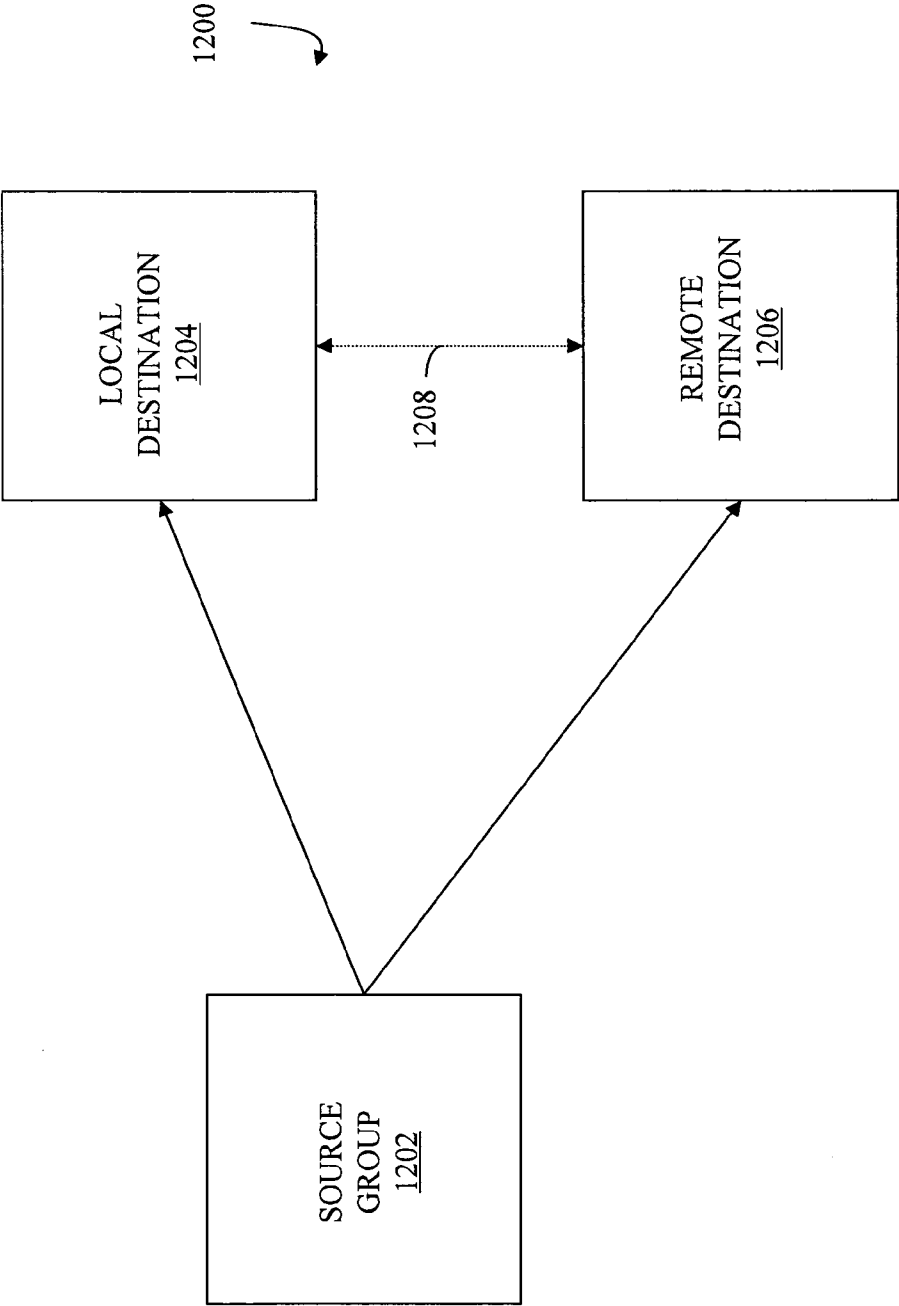 1200
LOCAL
DESTINATION
1204
1208
REMOTE
DESTINATION
1206
SOURCE
GROUP
1202